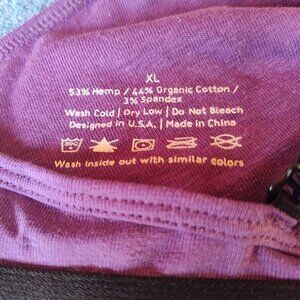 XL
53% Hemp / 44% Organic Cotton /
3% Spandex
Wash Cold | Dry Low | Do Not Bleach
Designed in U.S.A. | Made in China
Wash inside out with similar colors